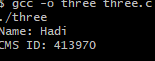 $ gcc -o three three.c
./three
Name: Hadi
CMS ID: 413970